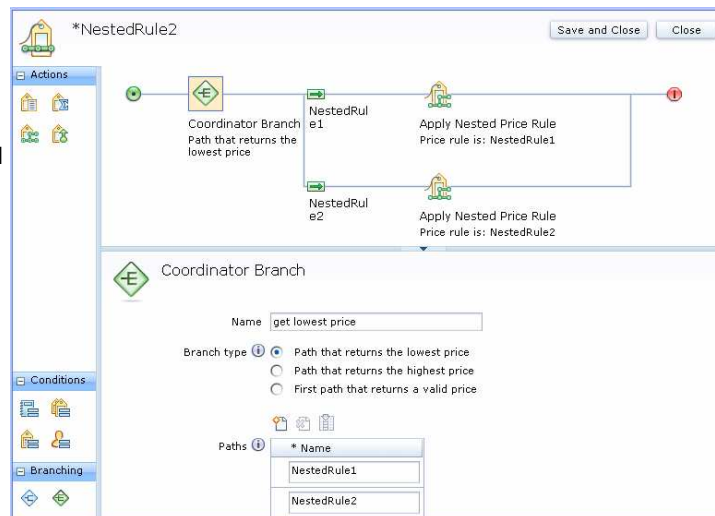 *NestedRule2
Save and Close
Close
Actions
NestedRul
e1
Coordinator Branch
Path that returns the
lowest price
Apply Nested Price Rule
Price rule is: NestedRule1
NestedRul
e2
Apply Nested Price Rule
Price rule is: NestedRule2
Coordinator Branch
Name get lowest price
Branch type Path that returns the lowest price
Path that returns the highest price
First path that returns a valid price
Conditions
Paths * Name
NestedRule1
Branching
NestedRule2